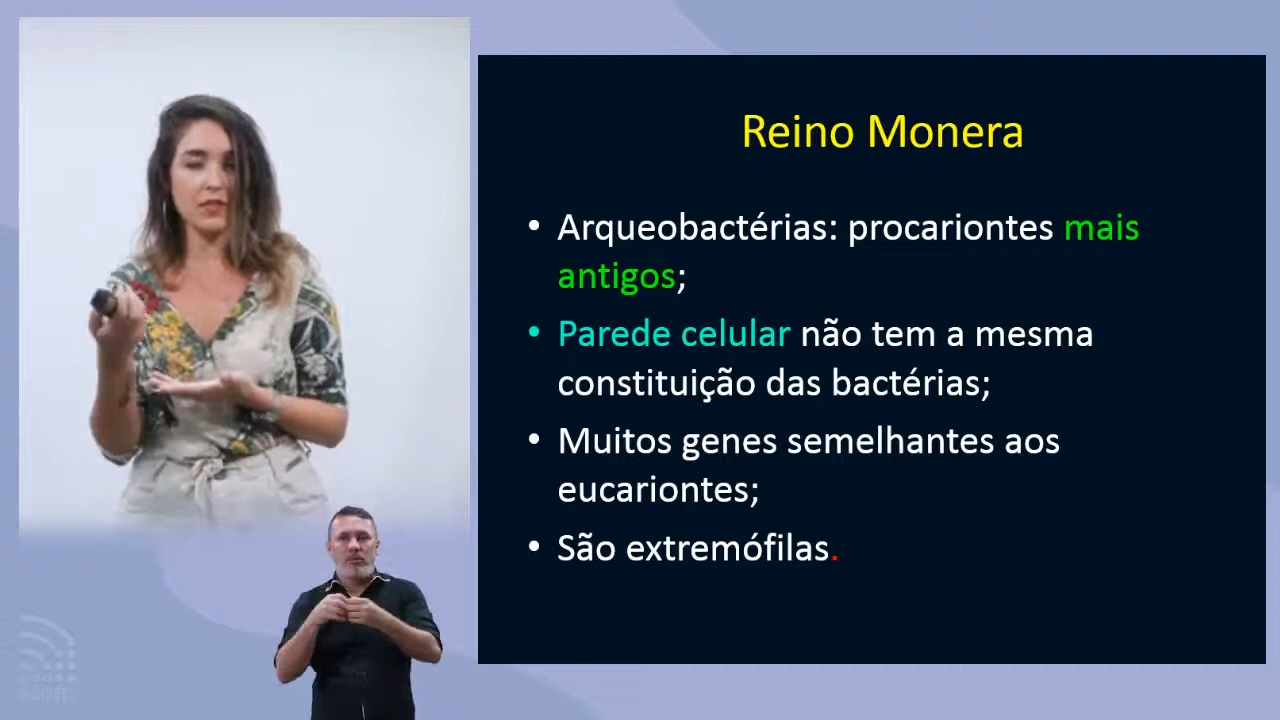 Reino Monera
• Arqueobactérias: procariontes mais
antigos;
• Parede celular não tem a mesma
constituição das bactérias;
• Muitos genes semelhantes aos
eucariontes;
• São extremófilas.